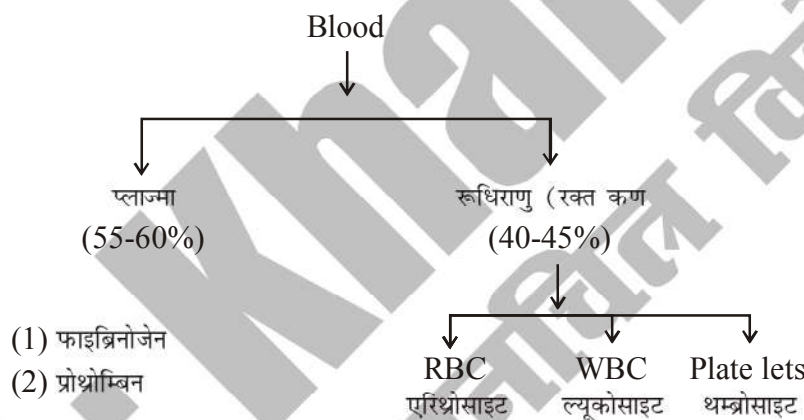 Blood
प्लाज्मा
(55-60%)
रूधिराणु (रक्त कण
(40-45%)
(1) फाइब्रिनोजेन
(2) प्रोथ्रोम्बिन
RBC
एरिथ्रोसाइट
WBC
ल्यूकोसाइट
Plate lets
थम्ब्रोसाइट